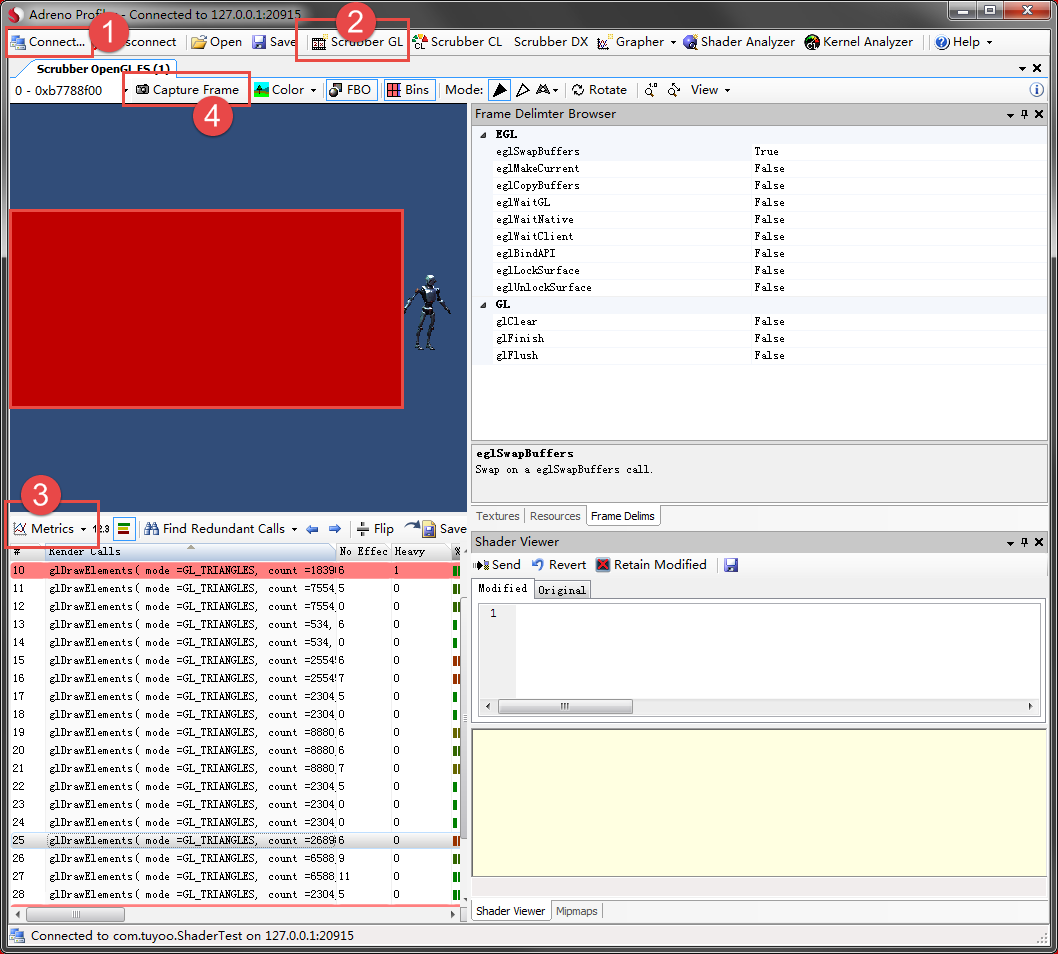 Adreno Profiler - Connected to 127.0.0.1:20915
1
2
Connect... Disconnect Open Save Scrubber GL Scrubber CL Scrubber DX Grapher Shader Analyzer Kernel Analyzer Help
Scrubber OpenGL ES (1)
0 - 0xb7788f00 Capture Frame Color FBO Bins Mode: Rotate View
4
Frame Delimter Browser
EGL
eglSwapBuffers True
eglMakeCurrent False
eglCopyBuffers False
eglWaitGL False
eglWaitNative False
eglWaitClient False
eglBindAPI False
eglLockSurface False
eglUnlockSurface False
GL
glClear False
glFinish False
glFlush False
eglSwapBuffers
Swap on a eglSwapBuffers call.
Textures Resources Frame Delims
3
Metrics 12.3 Find Redundant Calls Flip Save
# Render Calls No Effec Heavy %
10 glDrawElements( mode =GL_TRIANGLES, count =18390 6 1
11 glDrawElements( mode =GL_TRIANGLES, count =7554, 5 0
12 glDrawElements( mode =GL_TRIANGLES, count =7554, 0 0
13 glDrawElements( mode =GL_TRIANGLES, count =534, 6 0
14 glDrawElements( mode =GL_TRIANGLES, count =534, 0 0
15 glDrawElements( mode =GL_TRIANGLES, count =2554 6 0
16 glDrawElements( mode =GL_TRIANGLES, count =2554 7 0
17 glDrawElements( mode =GL_TRIANGLES, count =2304, 5 0
18 glDrawElements( mode =GL_TRIANGLES, count =2304, 0 0
19 glDrawElements( mode =GL_TRIANGLES, count =8880, 6 0
20 glDrawElements( mode =GL_TRIANGLES, count =8880, 6 0
21 glDrawElements( mode =GL_TRIANGLES, count =8880, 7 0
22 glDrawElements( mode =GL_TRIANGLES, count =2304, 5 0
23 glDrawElements( mode =GL_TRIANGLES, count =2304, 0 0
24 glDrawElements( mode =GL_TRIANGLES, count =2304, 0 0
25 glDrawElements( mode =GL_TRIANGLES, count =2689 6 0
26 glDrawElements( mode =GL_TRIANGLES, count =6588, 9 0
27 glDrawElements( mode =GL_TRIANGLES, count =6588, 11 0
28 glDrawElements( mode =GL_TRIANGLES, count =2304, 5 0
Shader Viewer
Send Revert Retain Modified
Modified Original
1
Shader Viewer Mipmaps
Connected to com.tuyoo.ShaderTest on 127.0.0.1:20915